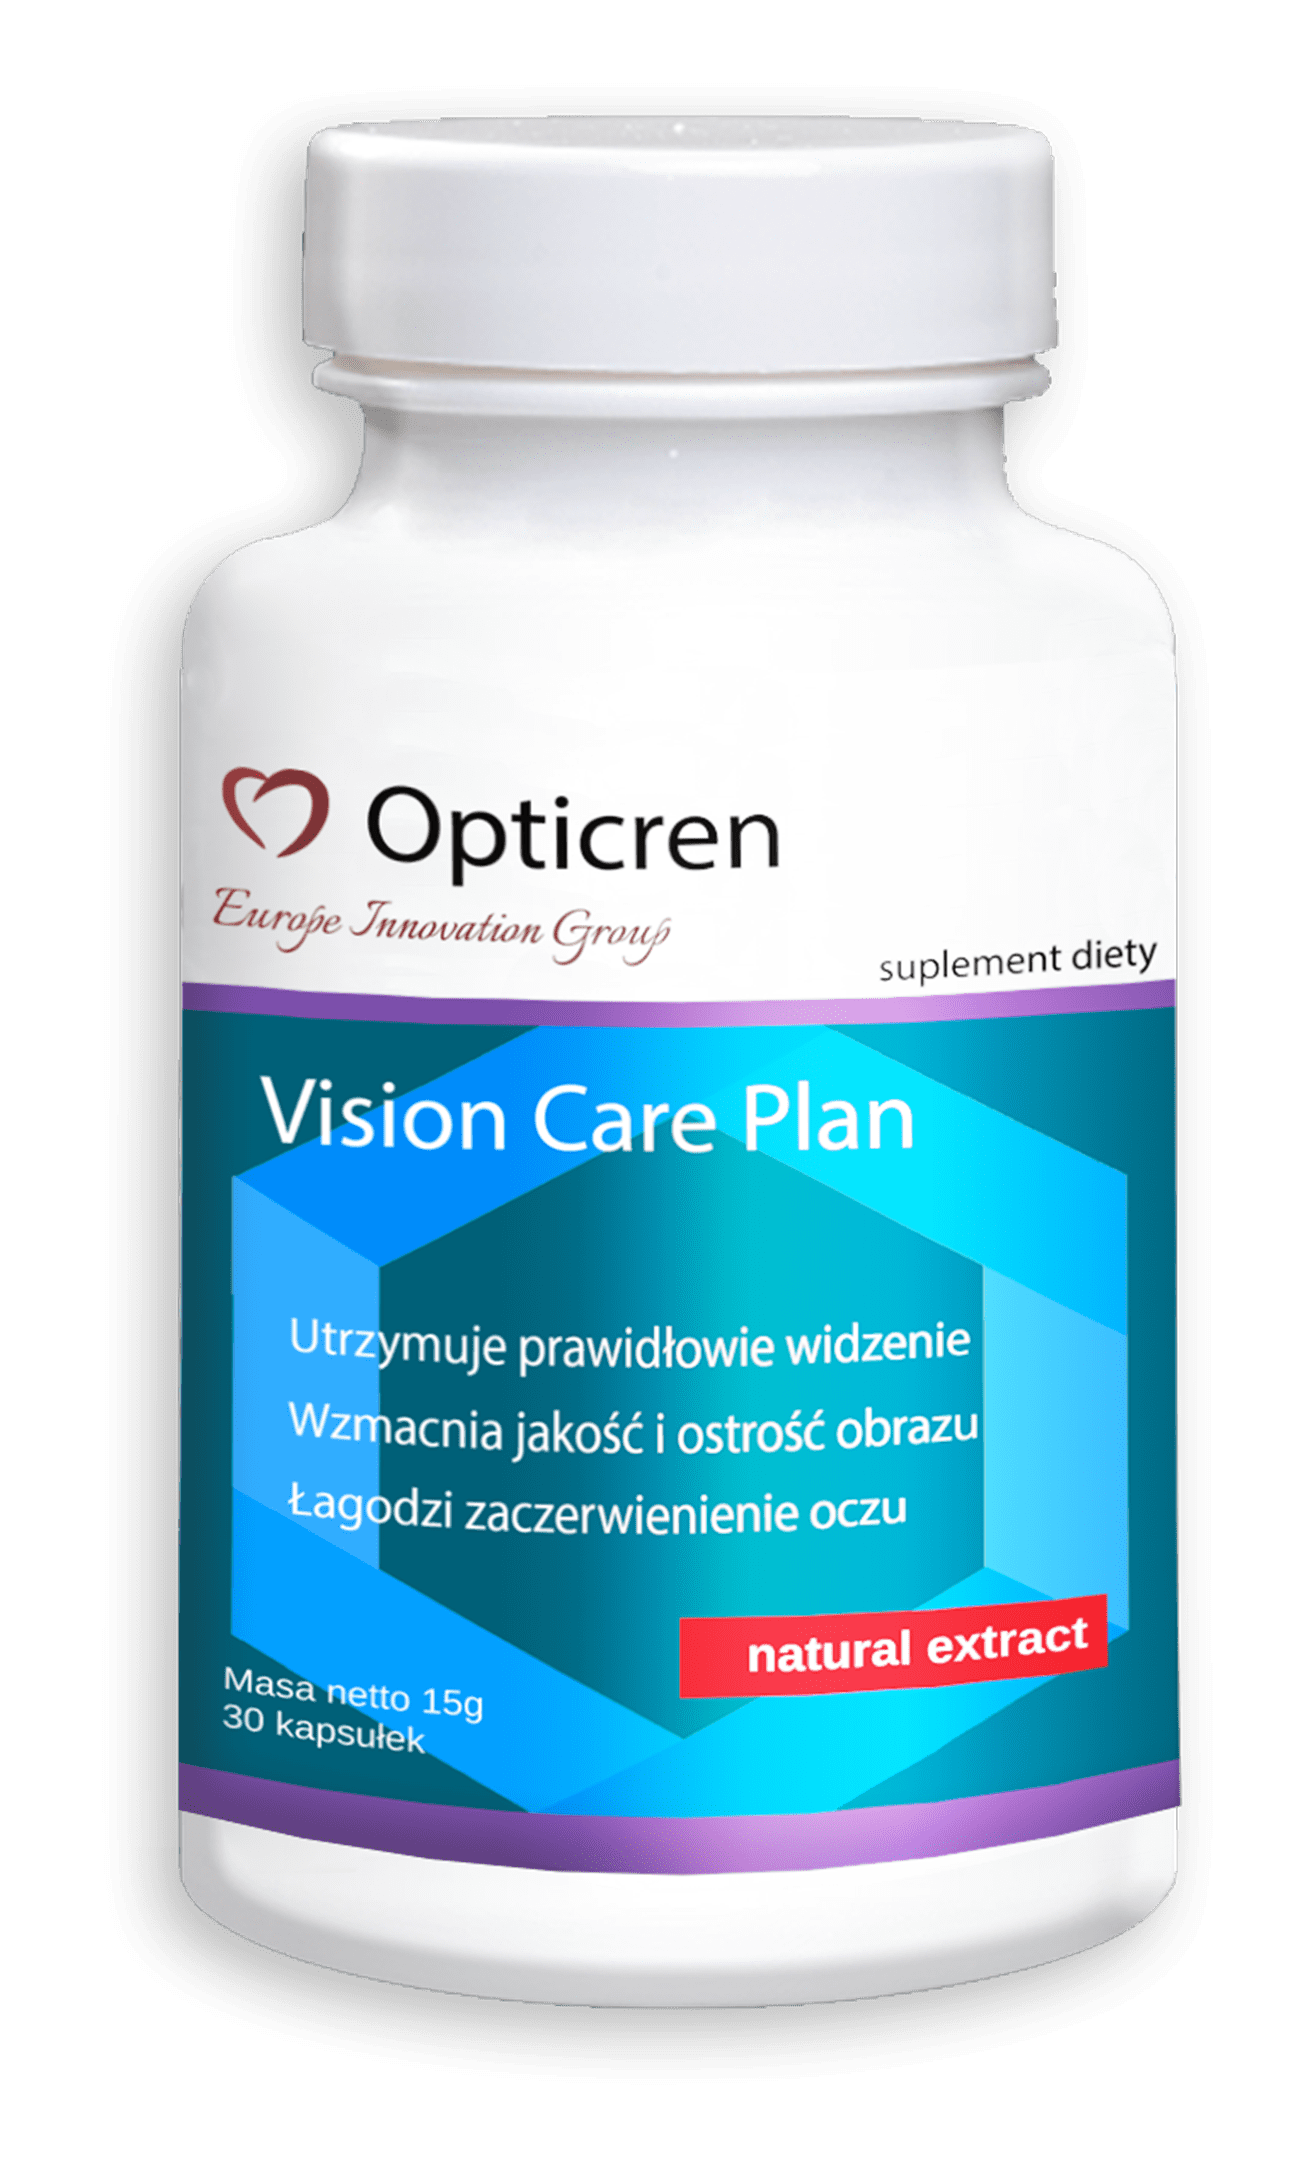 Opticren
Europe Innovation Group
suplement diety
Vision Care Plan
Utrzymuje prawidłowie widzenie
Wzmacnia jakość i ostrość obrazu
Łagodzi zaczerwienienie oczu
natural extract
Masa netto 15g
30 kapsułek